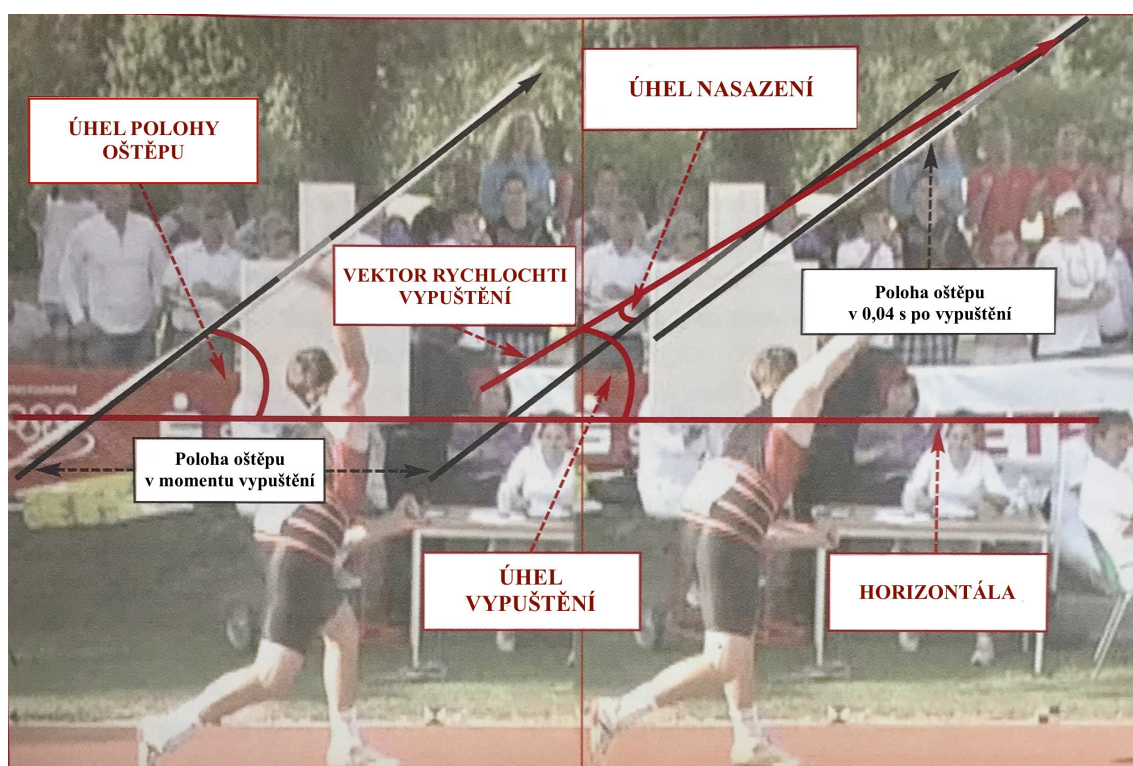 ÚHEL NASAZENÍ
ÚHEL POLOHY
OŠTĚPU
VEKTOR RYCHLOCHTI
VYPUŠTĚNÍ
Poloha oštěpu
v 0,04 s po vypuštění
Poloha oštěpu
v momentu vypuštění
ÚHEL
VYPUŠTĚNÍ
HORIZONTÁLA